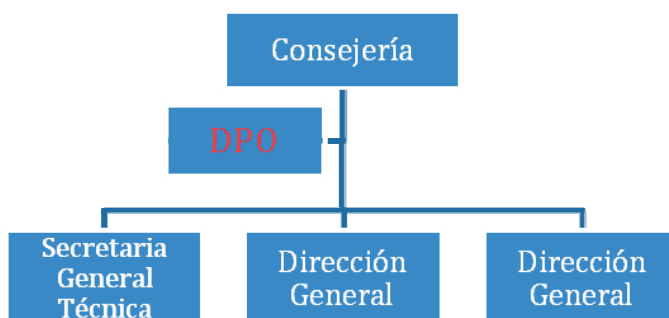 Consejería
DPO
Secretaria
General
Técnica
Dirección
General
Dirección
General